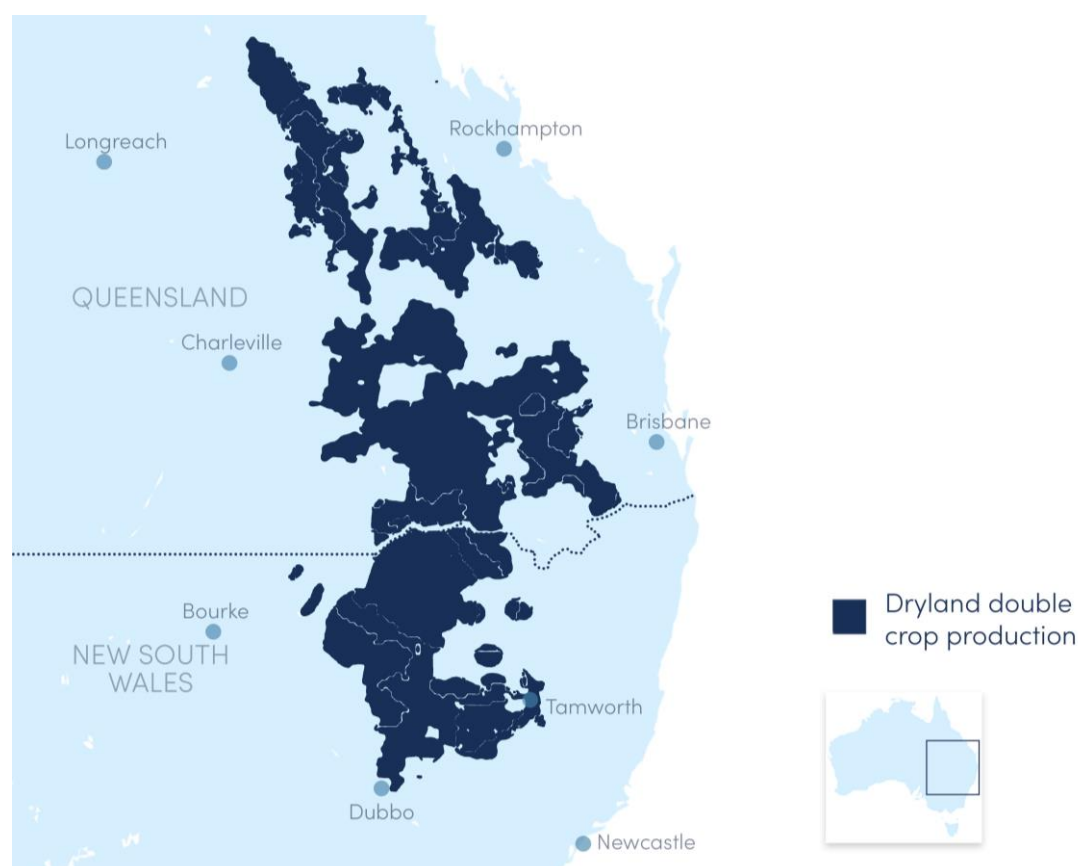 Longreach
Rockhampton
QUEENSLAND
Charleville
Brisbane
Bourke
NEW SOUTH
WALES
Tamworth
Dubbo
Newcastle
Dryland double
crop production